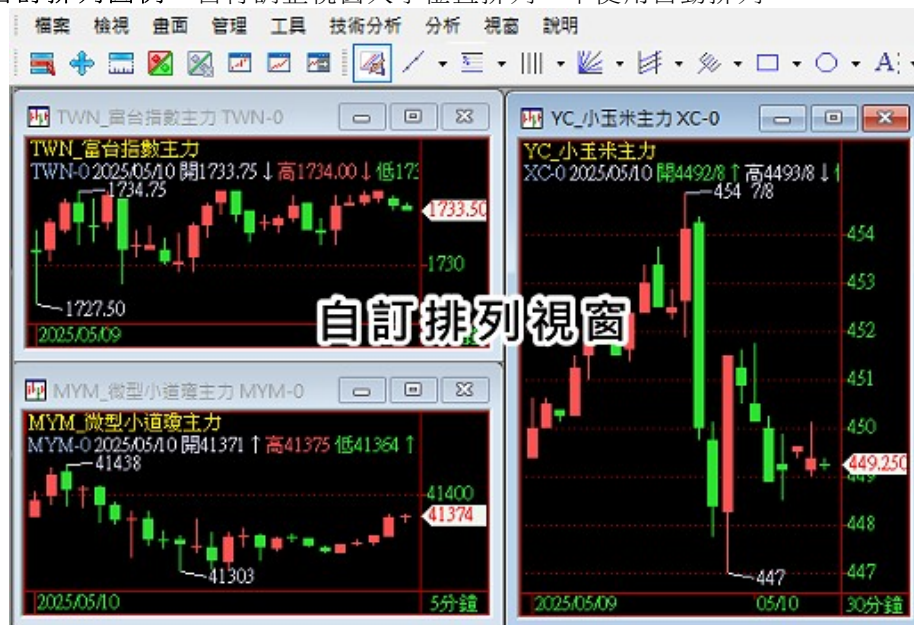 檔案 檢視 畫面 管理 工具 技術分析 分析 視窗 說明
TWN_富台指數主力 TWN-0
TWN_富台指數主力
TWN-0 2025/05/10 開1733.75↓高1734.00↓低173
1734.75
1733.50
1730
1727.50
2025/05/09
自訂排列視窗
MYM_微型小道瓊主力 MYM-0
MYM_微型小道瓊主力
MYM-0 2025/05/10 開41371↑高41375 低41364↑
41438
41400
41374
41303
2025/05/10 5分鐘
YC_小玉米主力 XC-0
YC_小玉米主力
XC-0 2025/05/10 開4492/8↑高4493/8↓
454 7/8
454
453
452
451
450
449.250
449
448
447
447
2025/05/09 05/10 30分鐘